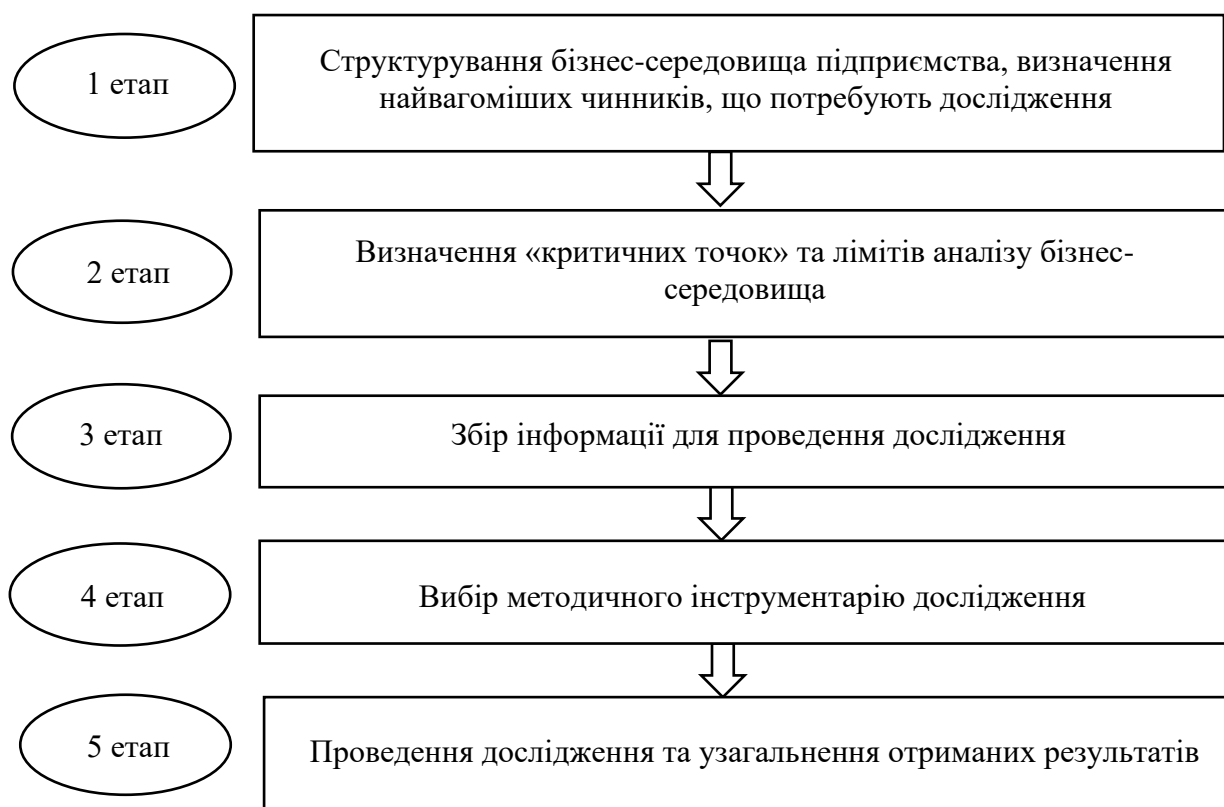 1 етап
Структурування бізнес-середовища підприємства, визначення
найвагоміших чинників, що потребують дослідження
2 етап
Визначення «критичних точок» та лімітів аналізу бізнес-
середовища
3 етап
Збір інформації для проведення дослідження
4 етап
Вибір методичного інструментарію дослідження
5 етап
Проведення дослідження та узагальнення отриманих результатів